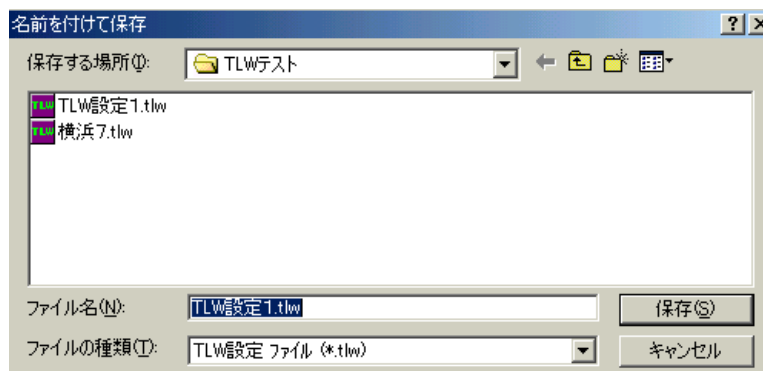 名前を付けて保存
保存する場所(I):
TLWテスト
TLW TLW設定1.tlw
TLW 横浜7.tlw
ファイル名(N):
TLW設定1.tlw
保存(S)
ファイルの種類(T):
TLW設定 ファイル (*.tlw)
キャンセル